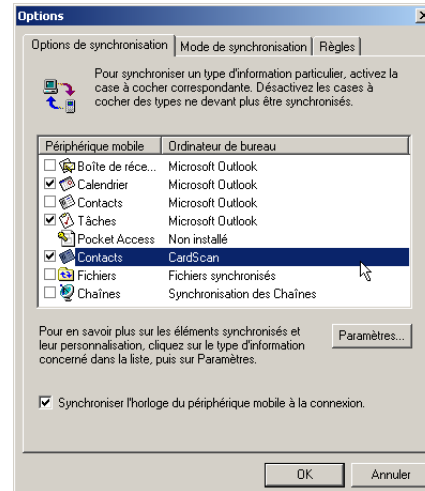 Options
Options de synchronisation Mode de synchronisation Règles
Pour synchroniser un type d'information particulier, activez la
case à cocher correspondante. Désactivez les cases à
cocher des types ne devant plus être synchronisés.
Périphérique mobile Ordinateur de bureau
Boîte de réce... Microsoft Outlook
Calendrier Microsoft Outlook
Contacts Microsoft Outlook
Tâches Microsoft Outlook
Pocket Access Non installé
Contacts CardScan
Fichiers Fichiers synchronisés
Chaînes Synchronisation des Chaînes
Pour en savoir plus sur les éléments synchronisés et
leur personnalisation, cliquez sur le type d'information
concerné dans la liste, puis sur Paramètres.
Paramètres...
Synchroniser l'horloge du périphérique mobile à la connexion.
OK Annuler